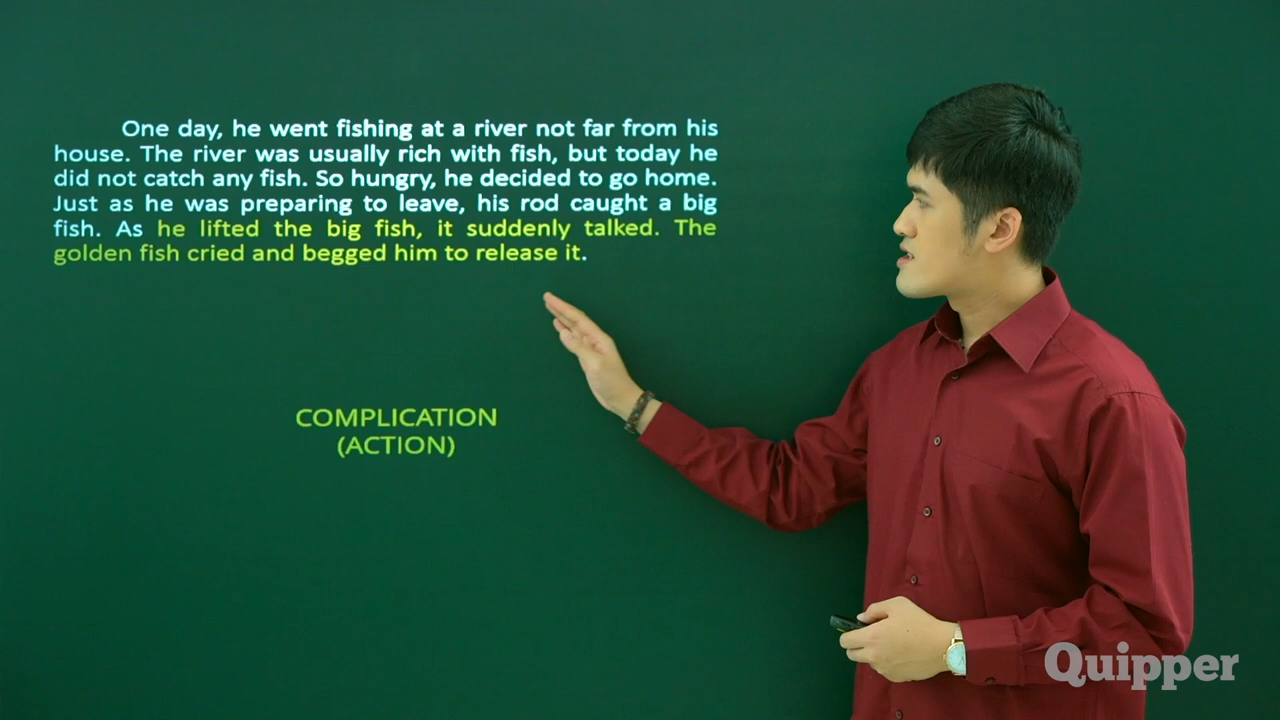 One day, he went fishing at a river not far from his
house. The river was usually rich with fish, but today he
did not catch any fish. So hungry, he decided to go home.
Just as he was preparing to leave, his rod caught a big
fish. As he lifted the big fish, it suddenly talked. The
golden fish cried and begged him to release it.
COMPLICATION
(ACTION)
Quipper